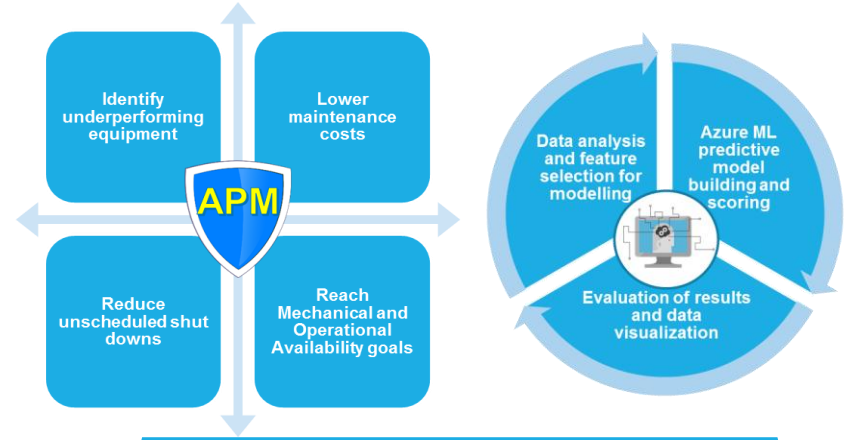 Identify
underperforming
equipment
Lower
maintenance
costs
APM
Reduce
unscheduled shut
downs
Reach
Mechanical and
Operational
Availability goals
Data analysis
and feature
selection for
modelling
Azure ML
predictive
model
building and
scoring
Evaluation of results
and data
visualization